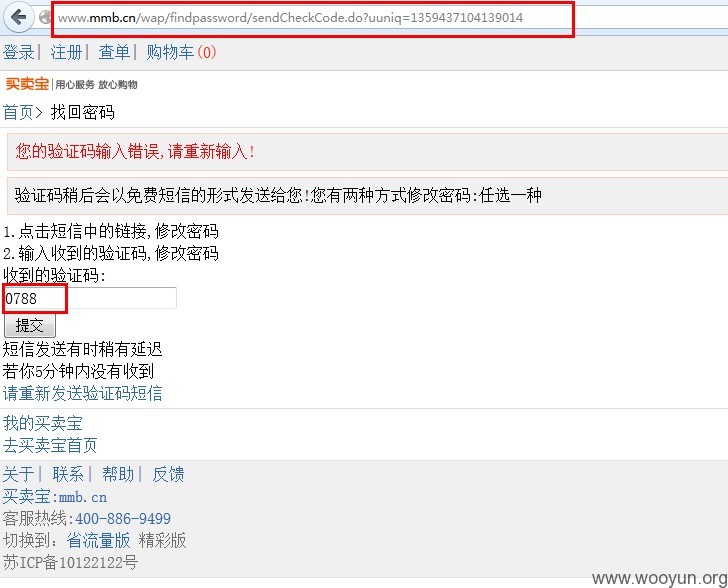 www.mmb.cn/wap/findpassword/sendCheckCode.do?uuniq=1359437104139014
登录| 注册| 查单| 购物车(0)
买卖宝|用心服务 放心购物
首页> 找回密码
您的验证码输入错误,请重新输入!
验证码稍后会以免费短信的形式发送给您!您有两种方式修改密码:任选一种
1.点击短信中的链接,修改密码
2.输入收到的验证码,修改密码
收到的验证码:
0788
提交
短信发送有时稍有延迟
若你5分钟内没有收到
请重新发送验证码短信
我的买卖宝
去买卖宝首页
关于| 联系| 帮助| 反馈
买卖宝:mmb.cn
客服热线:400-886-9499
切换到: 省流量版 精彩版
苏ICP备10122122号
www.wooyun.org